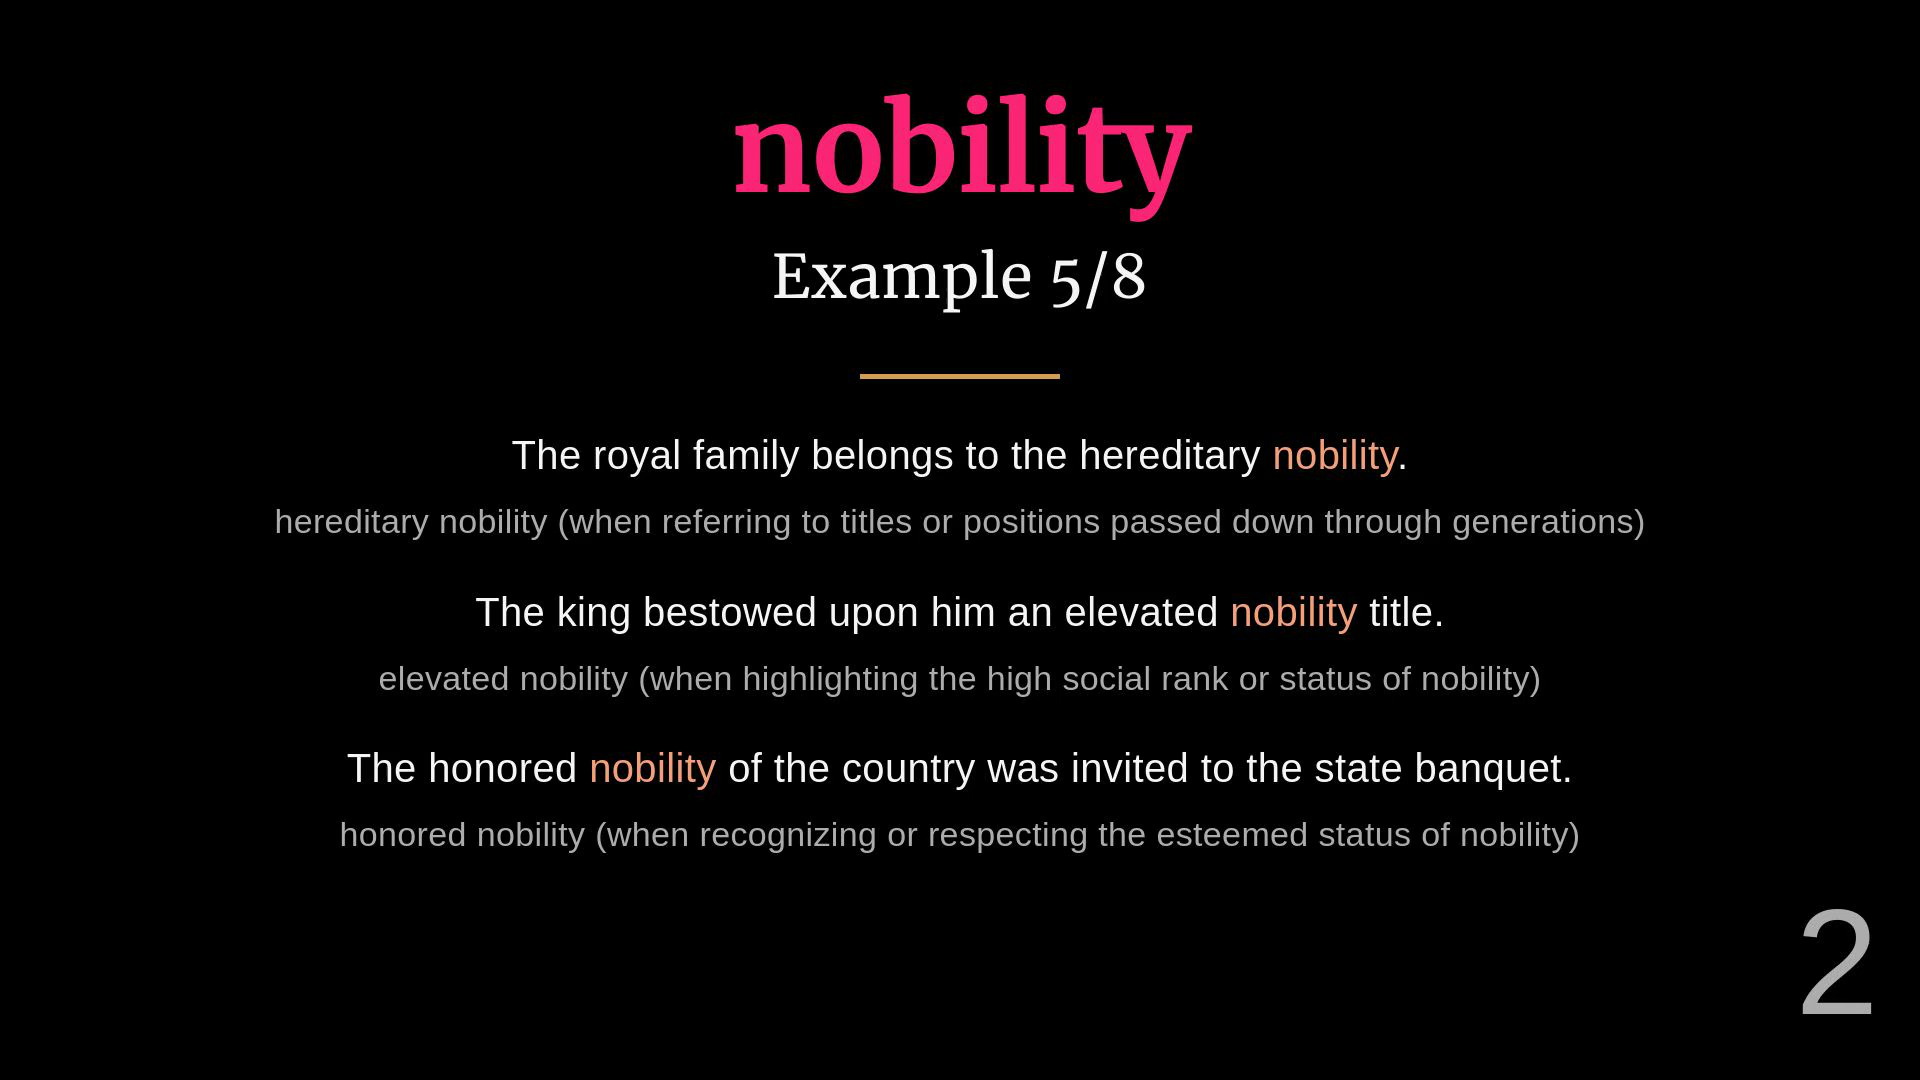 nobility
Example 5/8
The royal family belongs to the hereditary nobility.
hereditary nobility (when referring to titles or positions passed down through generations)
The king bestowed upon him an elevated nobility title.
elevated nobility (when highlighting the high social rank or status of nobility)
The honored nobility of the country was invited to the state banquet.
honored nobility (when recognizing or respecting the esteemed status of nobility)
2